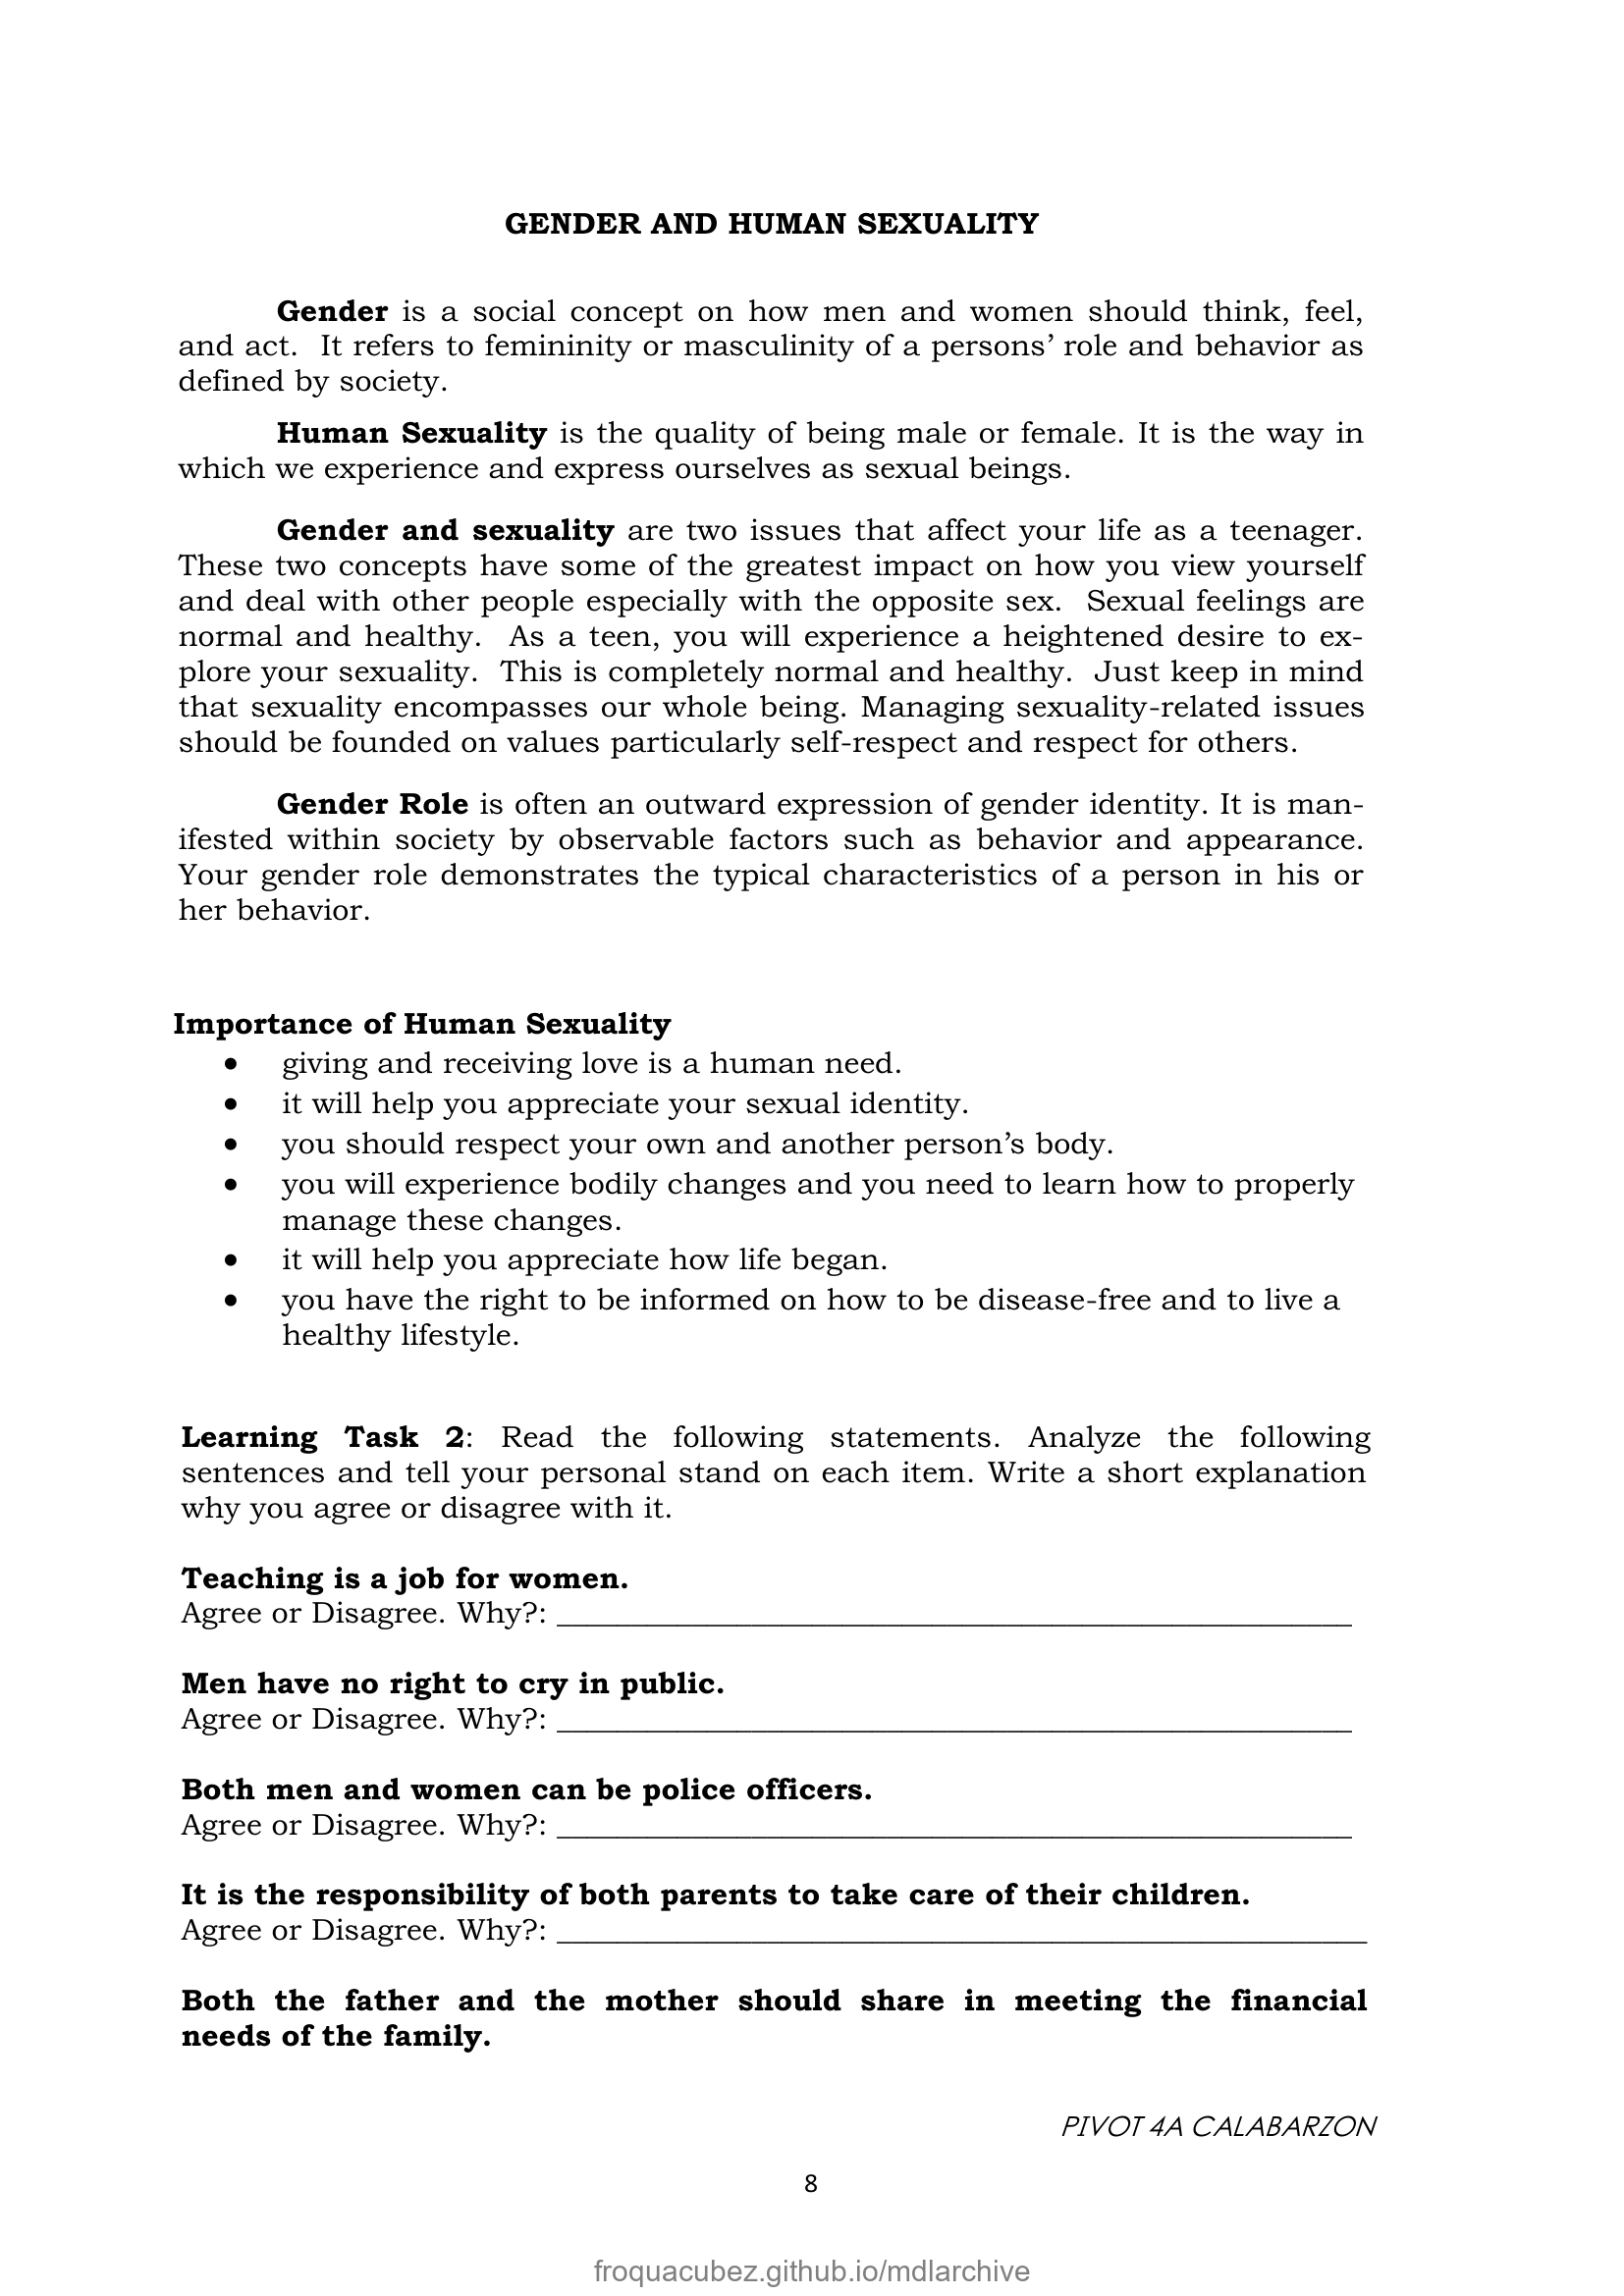 GENDER AND HUMAN SEXUALITY
Gender is a social concept on how men and women should think, feel,
and act. It refers to femininity or masculinity of a persons’ role and behavior as
defined by society.
Human Sexuality is the quality of being male or female. It is the way in
which we experience and express ourselves as sexual beings.
Gender and sexuality are two issues that affect your life as a teenager.
These two concepts have some of the greatest impact on how you view yourself
and deal with other people especially with the opposite sex. Sexual feelings are
normal and healthy. As a teen, you will experience a heightened desire to ex-
plore your sexuality. This is completely normal and healthy. Just keep in mind
that sexuality encompasses our whole being. Managing sexuality-related issues
should be founded on values particularly self-respect and respect for others.
Gender Role is often an outward expression of gender identity. It is man-
ifested within society by observable factors such as behavior and appearance.
Your gender role demonstrates the typical characteristics of a person in his or
her behavior.
Importance of Human Sexuality
• giving and receiving love is a human need.
• it will help you appreciate your sexual identity.
• you should respect your own and another person’s body.
• you will experience bodily changes and you need to learn how to properly
manage these changes.
• it will help you appreciate how life began.
• you have the right to be informed on how to be disease-free and to live a
healthy lifestyle.
Learning Task 2: Read the following statements. Analyze the following
sentences and tell your personal stand on each item. Write a short explanation
why you agree or disagree with it.
Teaching is a job for women.
Agree or Disagree. Why?: ____________________________________________________
Men have no right to cry in public.
Agree or Disagree. Why?: ____________________________________________________
Both men and women can be police officers.
Agree or Disagree. Why?: ____________________________________________________
It is the responsibility of both parents to take care of their children.
Agree or Disagree. Why?: _____________________________________________________
Both the father and the mother should share in meeting the financial
needs of the family.
PIVOT 4A CALABARZON
8
froquacubez.github.io/mdlarchive